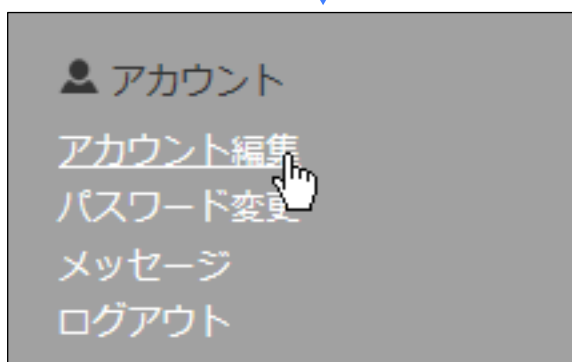 アカウント
アカウント編集
パスワード変更
メッセージ
ログアウト